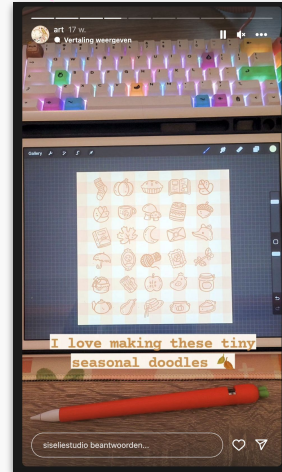 art 17 w.
Vertaling weergeven
Gallery
I love making these tiny
seasonal doodles
siseliestudio beantwoorden...